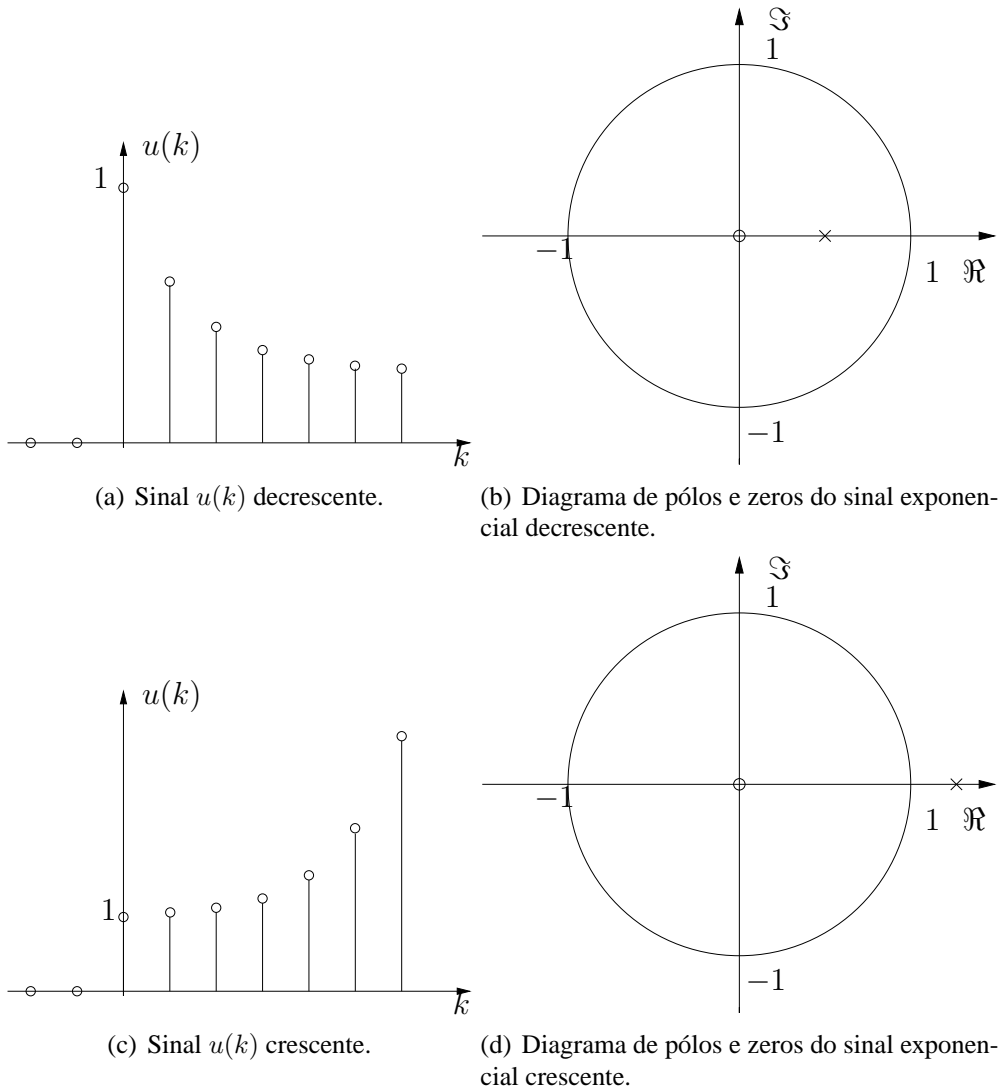 ℑ
1
u(k)
1
−1
1 ℜ
−1
k
(a) Sinal u(k) decrescente.
(b) Diagrama de pólos e zeros do sinal exponen-
cial decrescente.
ℑ
1
u(k)
−1
1 ℜ
1
−1
k
(c) Sinal u(k) crescente.
(d) Diagrama de pólos e zeros do sinal exponen-
cial crescente.